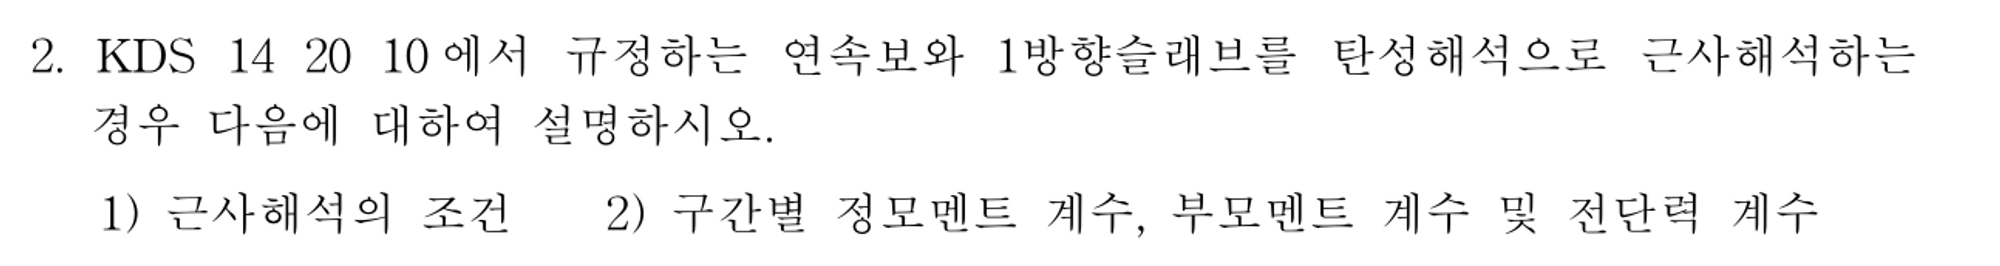 2. KDS 14 20 10에서 규정하는 연속보와 1방향슬래브를 탄성해석으로 근사해석하는
경우 다음에 대하여 설명하시오.
1) 근사해석의 조건 2) 구간별 정모멘트 계수, 부모멘트 계수 및 전단력 계수